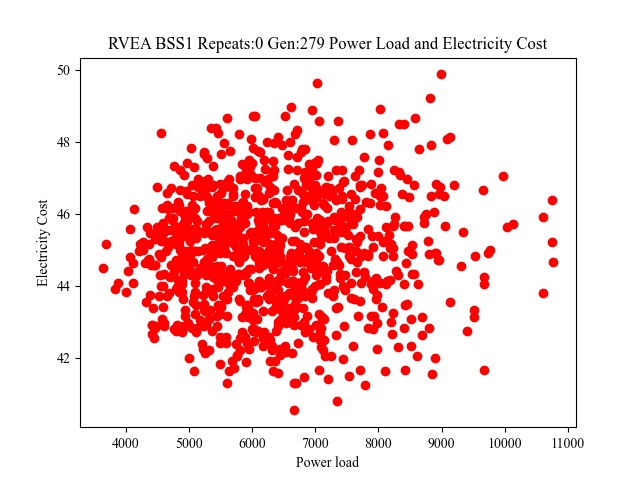 RVEA BSS1 Repeats:0 Gen:279 Power Load and Electricity Cost
50
48
46
44
42
Electricity Cost
4000 5000 6000 7000 8000 9000 10000 11000
Power load